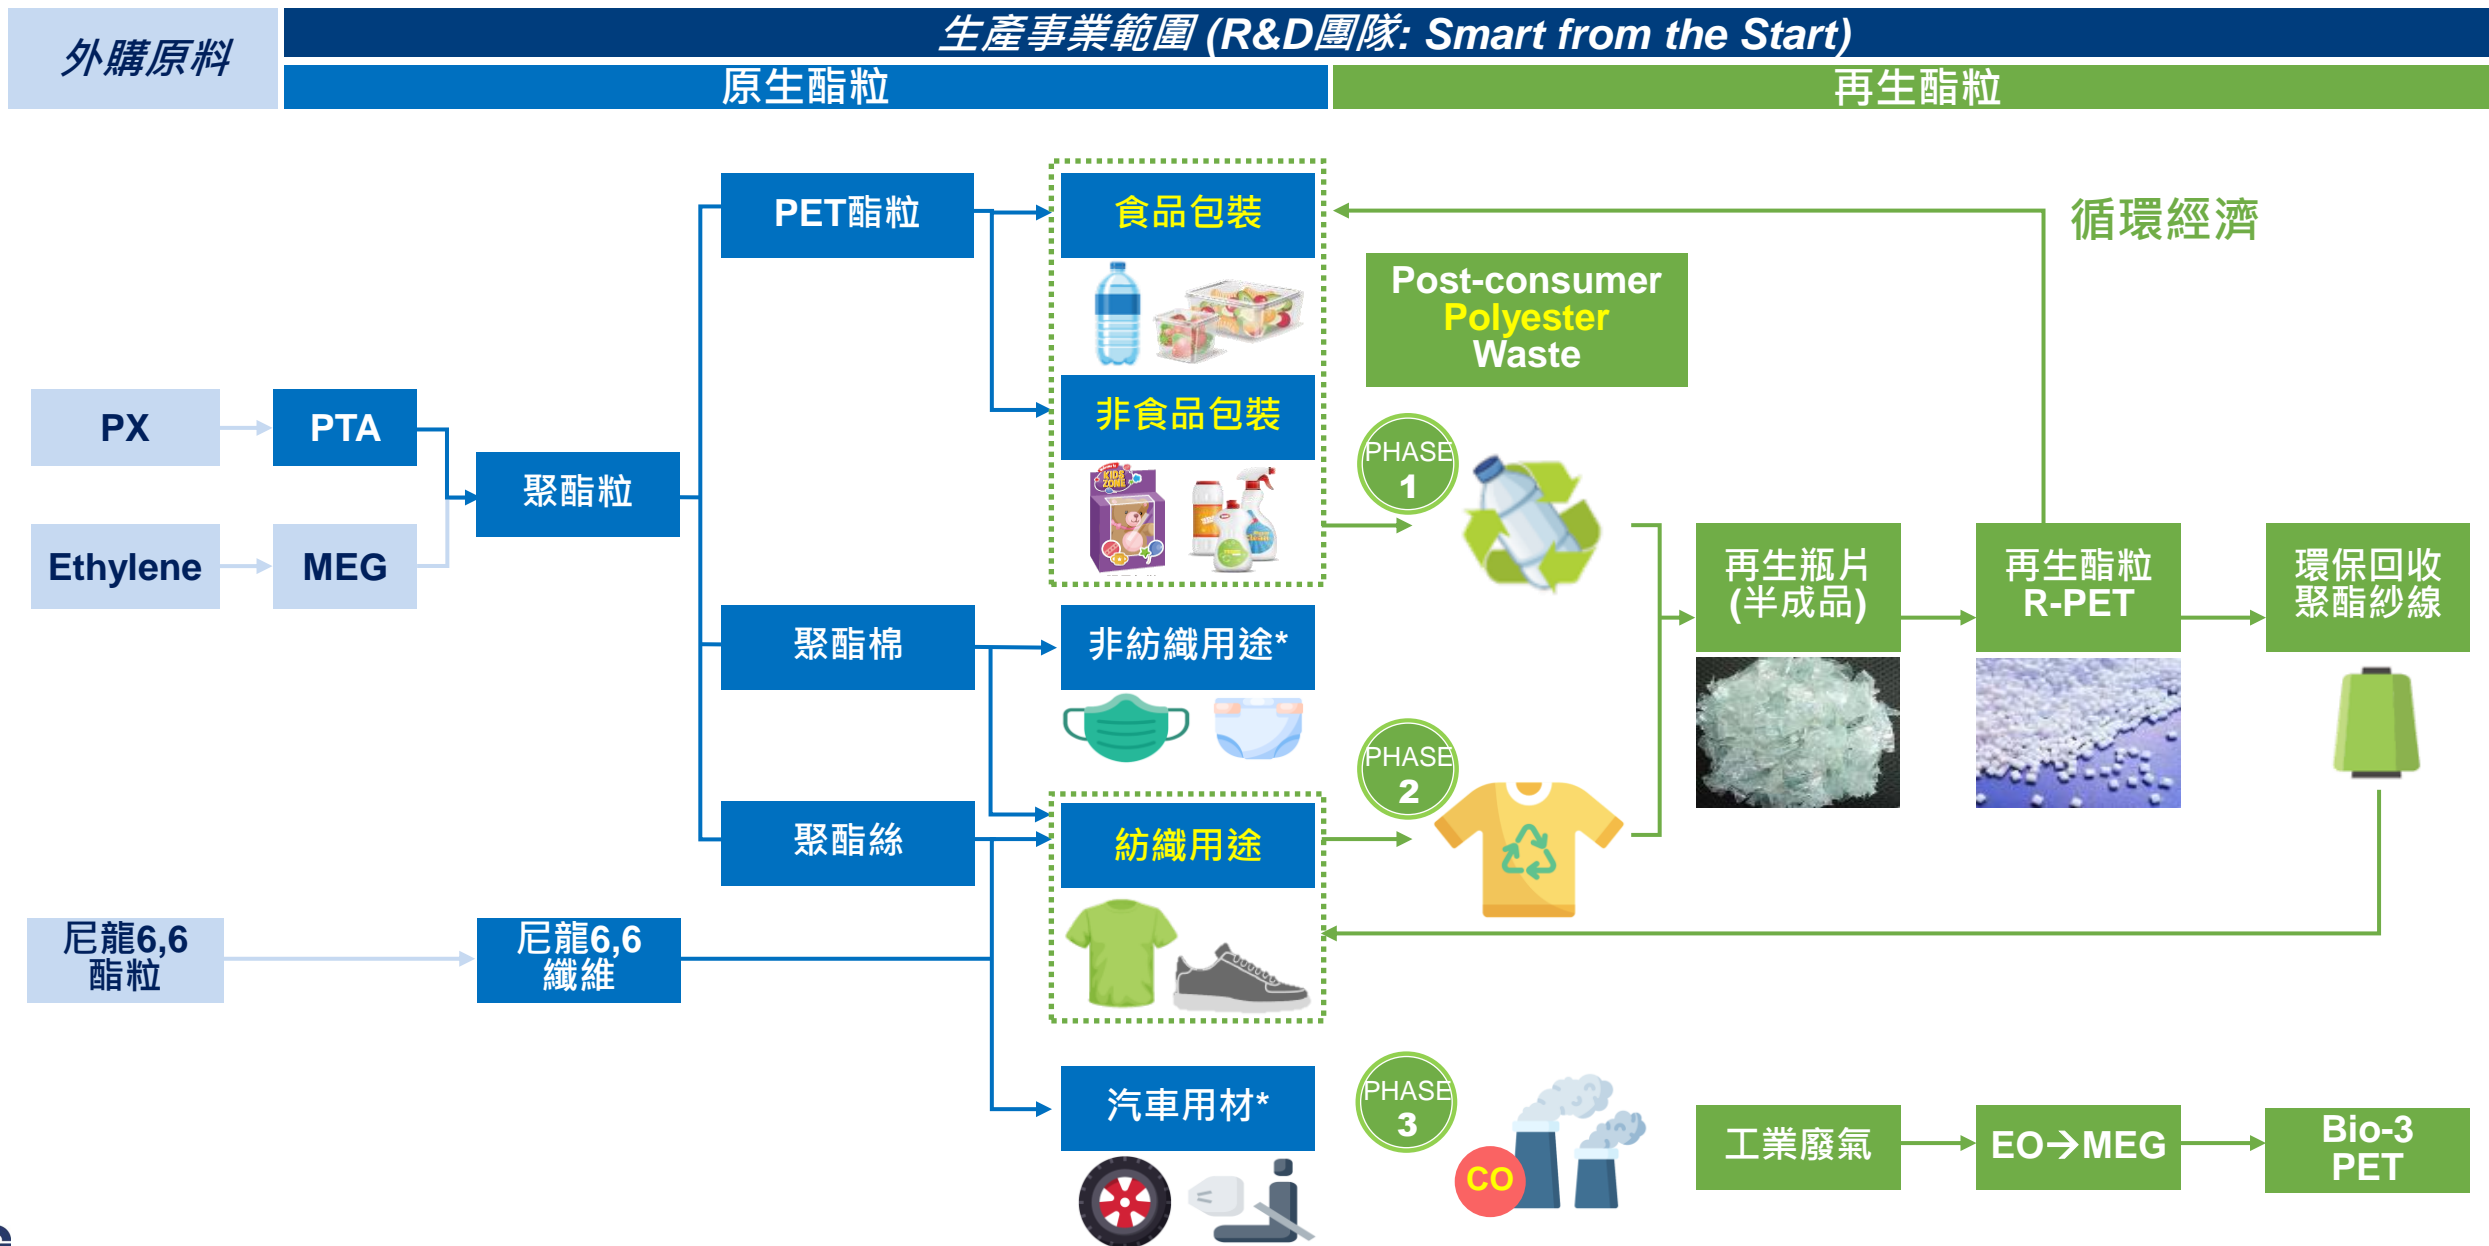 外購原料
生產事業範圍 (R&D團隊: Smart from the Start)
原生酯粒
再生酯粒
PET酯粒
食品包裝
循環經濟
Post-consumer
Polyester
Waste
非食品包裝
PX
PTA
聚酯粒
PHASE
1
KIDS
ZONE
Ethylene
MEG
再生瓶片
(半成品)
再生酯粒
R-PET
環保回收
聚酯紗線
聚酯棉
非紡織用途*
PHASE
2
聚酯絲
紡織用途
尼龍6,6
酯粒
尼龍6,6
纖維
汽車用材*
PHASE
3
CO
工業廢氣
EO→MEG
Bio-3
PET